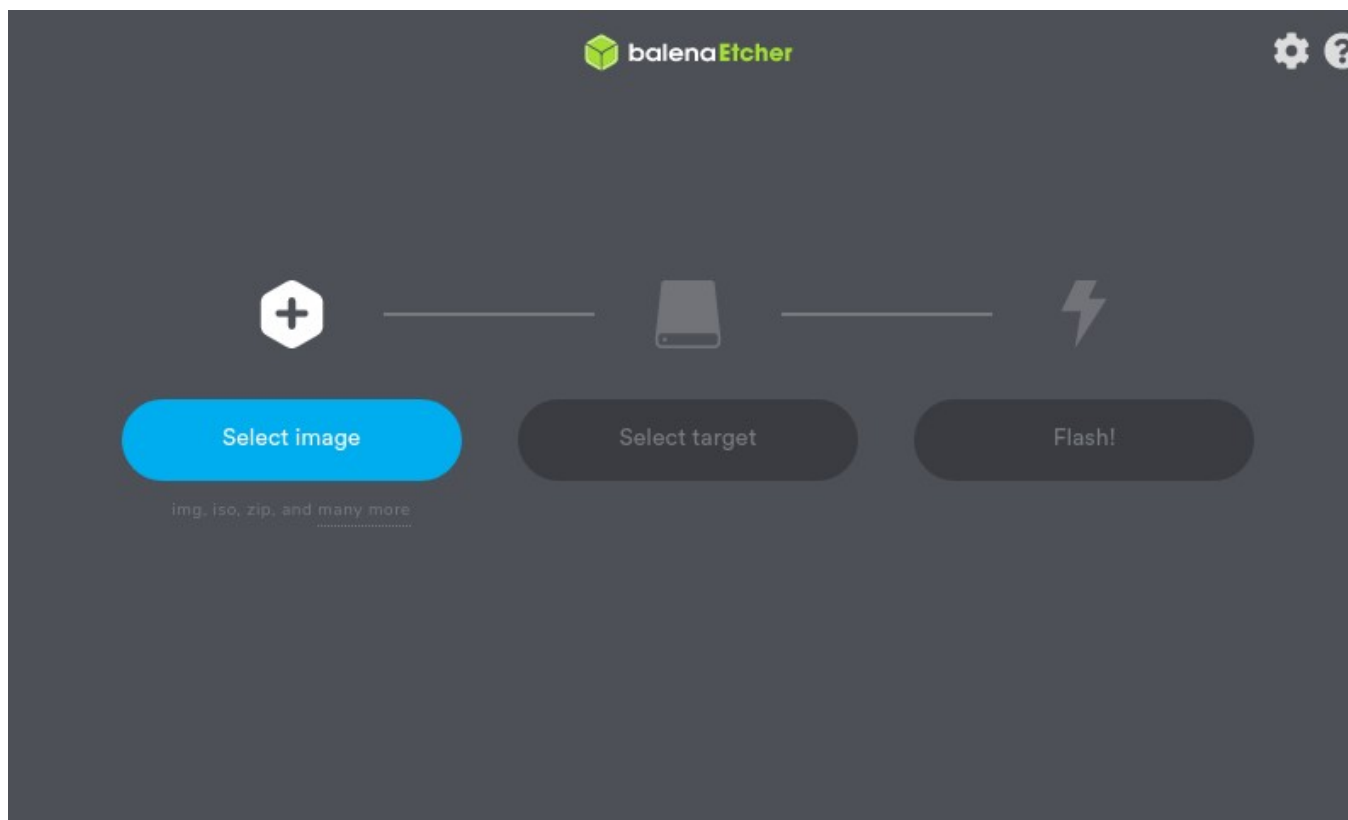 balenaEtcher
Select image
Select target
Flash!
img, iso, zip, and many more